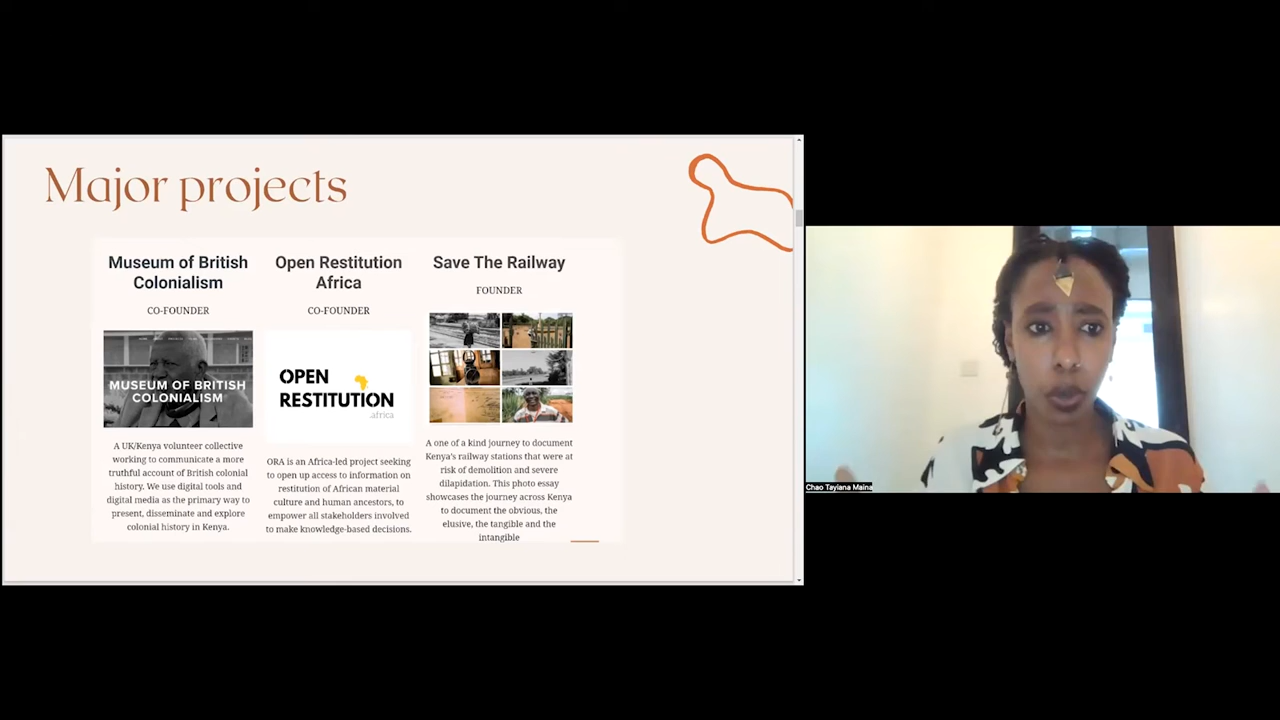 Major projects
Museum of British
Colonialism
CO-FOUNDER
MUSEUM OF BRITISH
COLONIALISM
A UK/Kenya volunteer collective
working to communicate a more
truthful account of British colonial
history. We use digital tools and
digital media as the primary way to
present, disseminate and explore
colonial history in Kenya.
Open Restitution
Africa
CO-FOUNDER
OPEN
RESTITUTION
.africa
ORA is an Africa-led project seeking
to open up access to information on
restitution of African material
culture and human ancestors, to
empower all stakeholders involved
to make knowledge-based decisions.
Save The Railway
FOUNDER
A one of a kind journey to document
Kenya's railway stations that were at
risk of demolition and severe
dilapidation. This photo essay
showcases the journey across Kenya
to document the obvious, the
elusive, the tangible and the
intangible
Chao Tayiana Maina